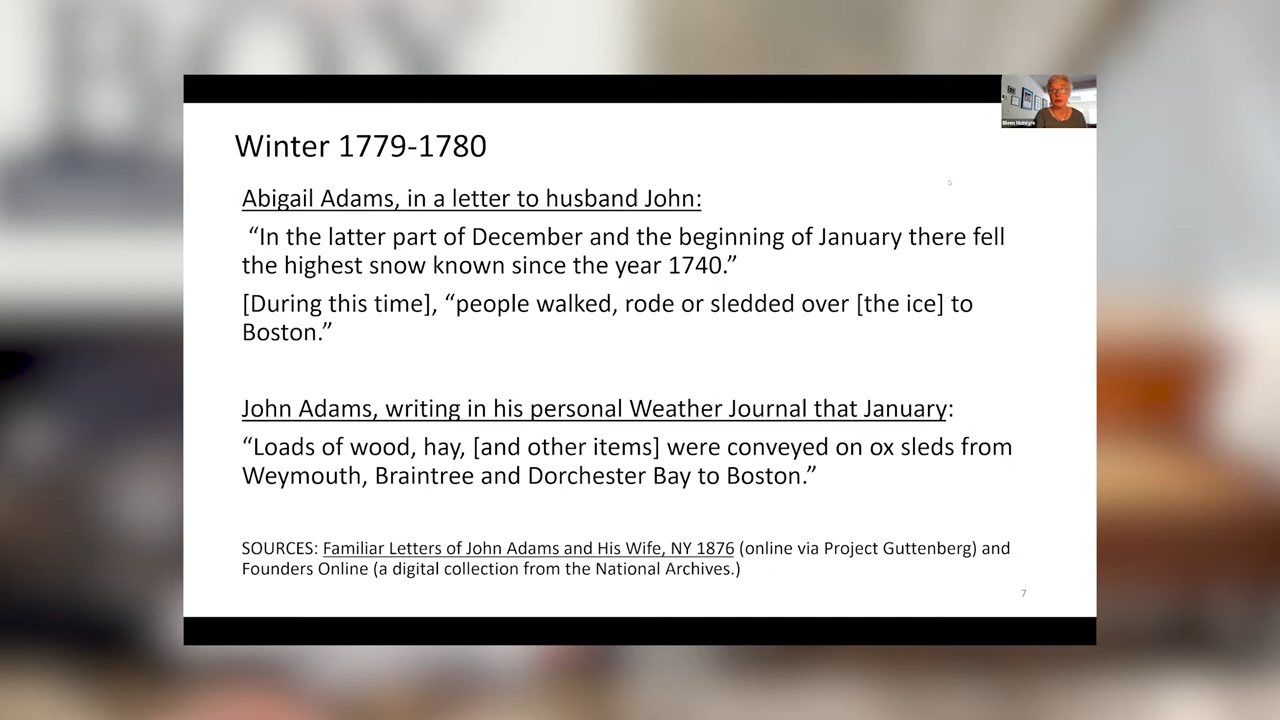 Winter 1779-1780
Abigail Adams, in a letter to husband John:
“In the latter part of December and the beginning of January there fell
the highest snow known since the year 1740.”
[During this time], “people walked, rode or sledded over [the ice] to
Boston.”
John Adams, writing in his personal Weather Journal that January:
“Loads of wood, hay, [and other items] were conveyed on ox sleds from
Weymouth, Braintree and Dorchester Bay to Boston.”
SOURCES: Familiar Letters of John Adams and His Wife, NY 1876 (online via Project Guttenberg) and
Founders Online (a digital collection from the National Archives.)
7